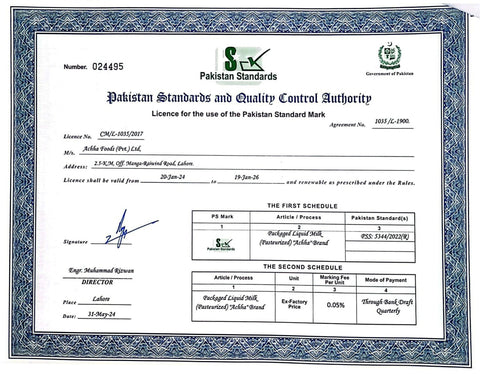 Number. 024495
S
Pakistan Standards
Government of Pakistan
Pakistan Standards and Quality Control Authority
Licence for the use of the Pakistan Standard Mark
Agreement No. 1035 /L-1900.
Licence No. CM/L-1035/2017
M/s. Achha Foods (Pvt) Ltd,
Address: 2.5-K.M, Off. Manga-Raiwind Road, Lahore.
Licence shall be valid from 20-Jan-24 to 19-Jan-26 and renewable as prescribed under the Rules.
THE FIRST SCHEDULE
PS Mark Article / Process Pakistan Standard(s)
1 2 3
Pakistan Standards
Packaged Liquid Milk
(Pasteurized) "Achha" Brand
PSS: 5344/2022(R)
Signature
Engr. Muhammad Rizwan
DIRECTOR
Place Lahore
Date: 31-May-24
THE SECOND SCHEDULE
Article / Process Unit Marking Fee Per Unit Mode of Payment
1 2 3 4
Packaged Liquid Milk
(Pasteurized) "Achha" Brand
Ex-Factory
Price
0.05%
Through Bank Draft
Quarterly